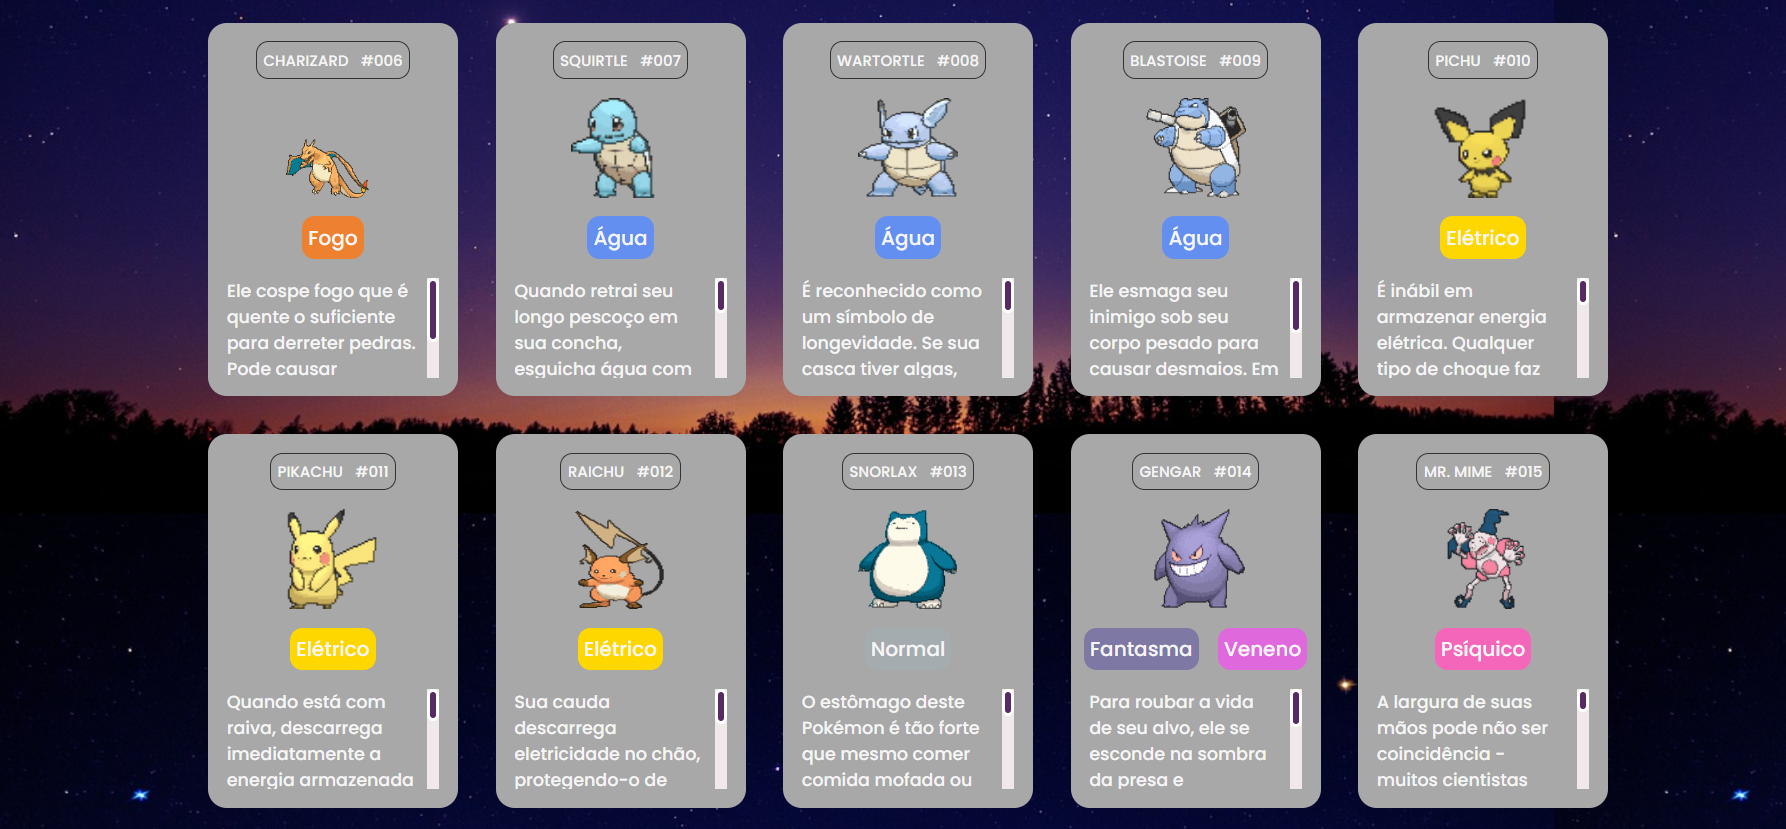 CHARIZARD #006
Fogo
Ele cospe fogo que é
quente o suficiente
para derreter pedras.
Pode causar
SQUIRTLE #007
Água
Quando retrai seu
longo pescoço em
sua concha,
esguicha água com
WARTORTLE #008
Água
É reconhecido como
um símbolo de
longevidade. Se sua
casca tiver algas,
BLASTOISE #009
Água
Ele esmaga seu
inimigo sob seu
corpo pesado para
causar desmaios. Em
PICHU #010
Elétrico
É inábil em
armazenar energia
elétrica. Qualquer
tipo de choque faz
PIKACHU #011
Elétrico
Quando está com
raiva, descarrega
imediatamente a
energia armazenada
RAICHU #012
Elétrico
Sua cauda
descarrega
eletricidade no chão,
protegendo-o de
SNORLAX #013
Normal
O estômago deste
Pokémon é tão forte
que mesmo comer
comida mofada ou
GENGAR #014
Fantasma Veneno
Para roubar a vida
de seu alvo, ele se
esconde na sombra
da presa e
MR. MIME #015
Psíquico
A largura de suas
mãos pode não ser
coincidência -
muitos cientistas